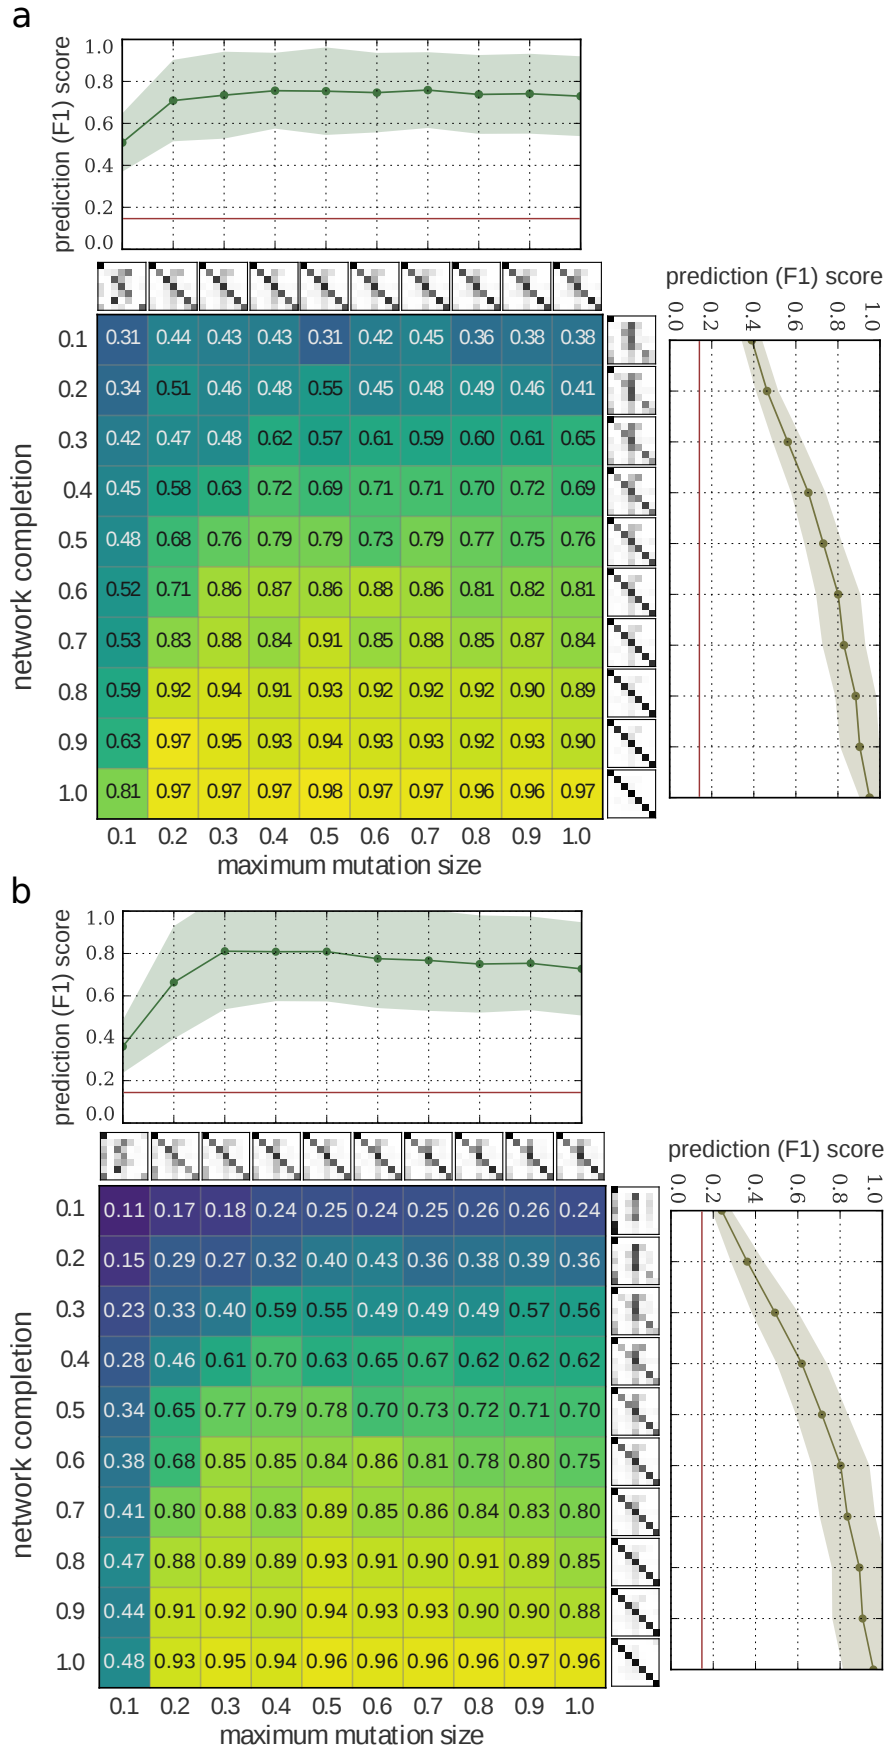 a
prediction (F1) score
1.0
0.8
0.6
0.4
0.2
0.0
prediction (F1) score
0.0 0.2 0.4 0.6 0.8 1.0
network completion
0.1 0.31 0.44 0.43 0.43 0.31 0.42 0.45 0.36 0.38 0.38
0.2 0.34 0.51 0.46 0.48 0.55 0.45 0.48 0.49 0.46 0.41
0.3 0.42 0.47 0.48 0.62 0.57 0.61 0.59 0.60 0.61 0.65
0.4 0.45 0.58 0.63 0.72 0.69 0.71 0.71 0.70 0.72 0.69
0.5 0.48 0.68 0.76 0.79 0.79 0.73 0.79 0.77 0.75 0.76
0.6 0.52 0.71 0.86 0.87 0.86 0.88 0.86 0.81 0.82 0.81
0.7 0.53 0.83 0.88 0.84 0.91 0.85 0.88 0.85 0.87 0.84
0.8 0.59 0.92 0.94 0.91 0.93 0.92 0.92 0.92 0.90 0.89
0.9 0.63 0.97 0.95 0.93 0.94 0.93 0.93 0.92 0.93 0.90
1.0 0.81 0.97 0.97 0.97 0.98 0.97 0.97 0.96 0.96 0.97
0.1 0.2 0.3 0.4 0.5 0.6 0.7 0.8 0.9 1.0
maximum mutation size
b
prediction (F1) score
1.0
0.8
0.6
0.4
0.2
0.0
prediction (F1) score
0.0 0.2 0.4 0.6 0.8 1.0
network completion
0.1 0.11 0.17 0.18 0.24 0.25 0.24 0.25 0.26 0.26 0.24
0.2 0.15 0.29 0.27 0.32 0.40 0.43 0.36 0.38 0.39 0.36
0.3 0.23 0.33 0.40 0.59 0.55 0.49 0.49 0.49 0.57 0.56
0.4 0.28 0.46 0.61 0.70 0.63 0.65 0.67 0.62 0.62 0.62
0.5 0.34 0.65 0.77 0.79 0.78 0.70 0.73 0.72 0.71 0.70
0.6 0.38 0.68 0.85 0.85 0.84 0.86 0.81 0.78 0.80 0.75
0.7 0.41 0.80 0.88 0.83 0.89 0.85 0.86 0.84 0.83 0.80
0.8 0.47 0.88 0.89 0.89 0.93 0.91 0.90 0.91 0.89 0.85
0.9 0.44 0.91 0.92 0.90 0.94 0.93 0.93 0.90 0.90 0.88
1.0 0.48 0.93 0.95 0.94 0.96 0.96 0.96 0.96 0.97 0.96
0.1 0.2 0.3 0.4 0.5 0.6 0.7 0.8 0.9 1.0
maximum mutation size